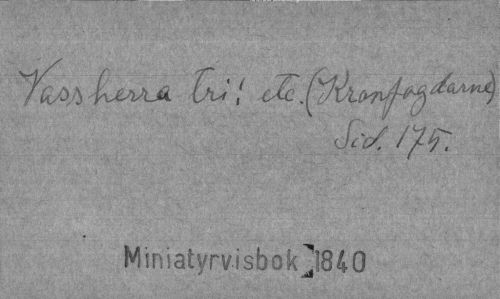 Vassherra tri! etc. (Kronfogdarne)
Sid. 175.
Miniatyrvisbok 1840